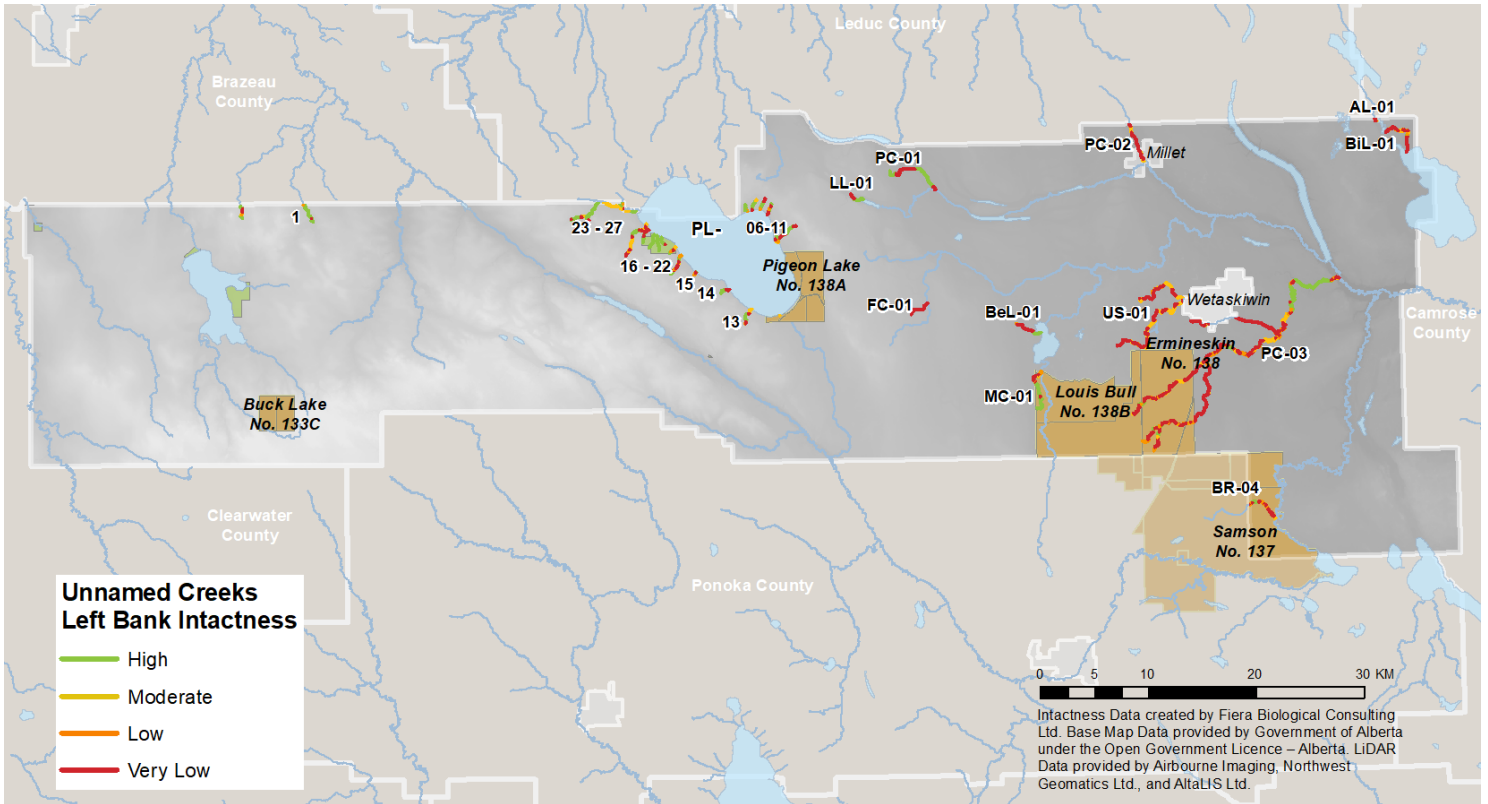 Leduc County
Brazeau
County
AL-01
BiL-01
PC-02
Millet
PC-01
LL-01
1
23 - 27
PL-
06-11
16 - 22
15
14
13
Pigeon Lake
No. 138A
FC-01
BeL-01
US-01
Wetaskiwin
Camrose
County
Ermineskin
No. 138
PC-03
MC-01
Louis Bull
No. 138B
Buck Lake
No. 133C
BR-04
Samson
No. 137
Clearwater
County
Ponoka County
Unnamed Creeks
Left Bank Intactness
High
Moderate
Low
Very Low
0 5 10 20 30 KM
Intactness Data created by Fiera Biological Consulting
Ltd. Base Map Data provided by Government of Alberta
under the Open Government Licence – Alberta. LiDAR
Data provided by Airbourne Imaging, Northwest
Geomatics Ltd., and AltaLIS Ltd.